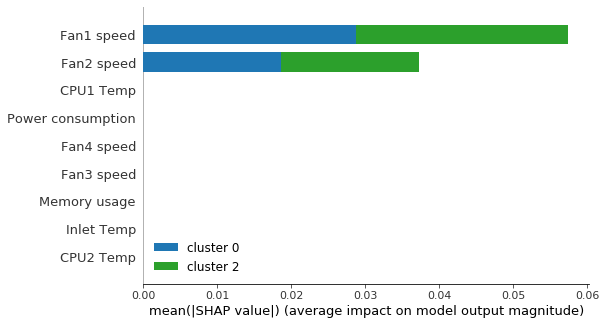 Fan1 speed
Fan2 speed
CPU1 Temp
Power consumption
Fan4 speed
Fan3 speed
Memory usage
Inlet Temp
CPU2 Temp
cluster 0
cluster 2
0.00 0.01 0.02 0.03 0.04 0.05 0.06
mean(|SHAP value|) (average impact on model output magnitude)